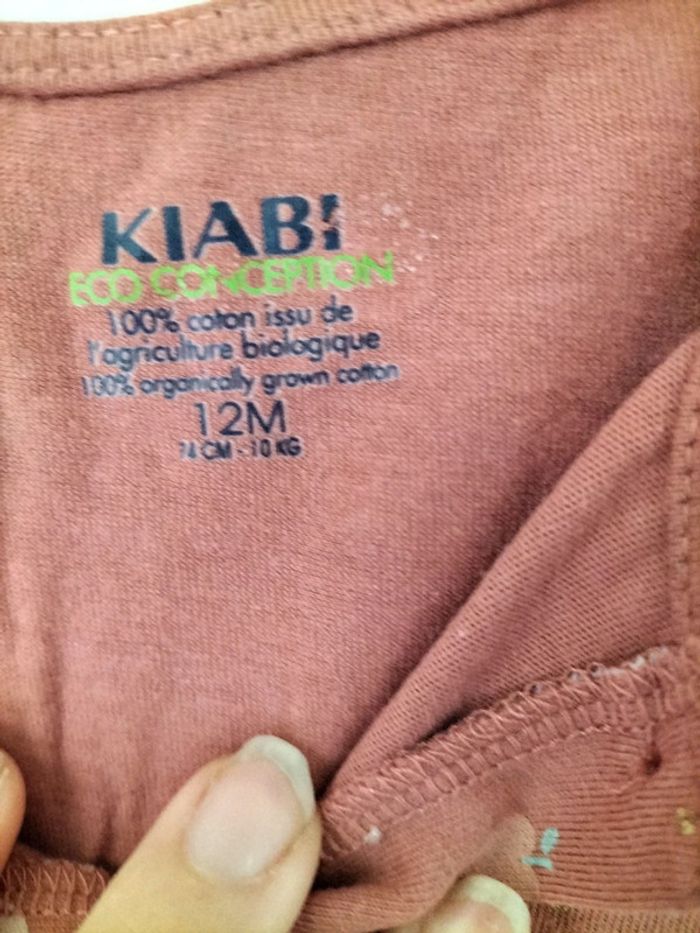 KIABI
ECO CONCEPTION
100% coton issu de
l'agriculture biologique
100% organically grown cotton
12M
74 CM - 10 KG